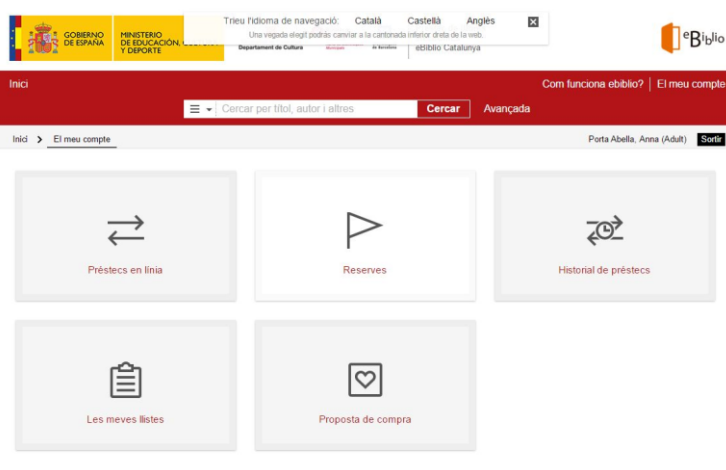 Trieu l'idioma de navegació: Català Castellà Anglès
Una vegada elegit podràs canviar a la cantonada inferior dreta de la web.
GOBIERNO DE ESPAÑA
MINISTERIO DE EDUCACIÓN,
Y DEPORTE
Departament de Cultura
eBiblio Catalunya
eBiblio
Inici
Com funciona ebiblio? | El meu compte
Cercar per títol, autor i altres
Cercar
Avançada
Inici > El meu compte
Porta Abella, Anna (Adult) Sortir
Préstecs en línia
Reserves
Historial de préstecs
Les meves llistes
Proposta de compra